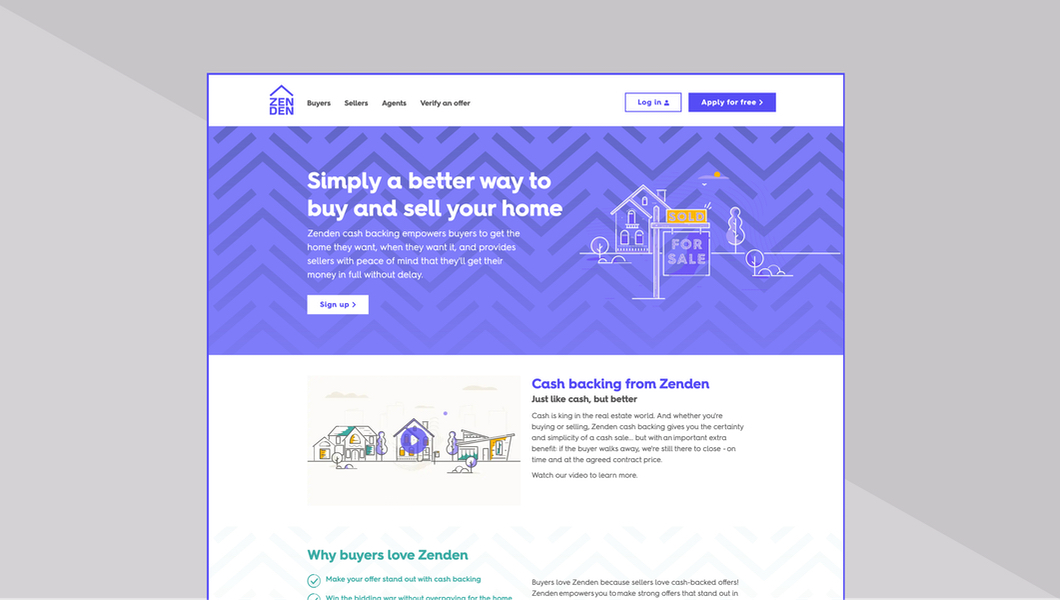 ZEN
DEN
Buyers Sellers Agents Verify an offer
Log in
Apply for free
Simply a better way to
buy and sell your home
Zenden cash backing empowers buyers to get the
home they want, when they want it, and provides
sellers with peace of mind that they'll get their
money in full without delay.
Sign up
SOLD
FOR
SALE
Cash backing from Zenden
Just like cash, but better
Cash is king in the real estate world. And whether you're
buying or selling, Zenden cash backing gives you the certainty
and simplicity of a cash sale... but with an important extra
benefit: if the buyer walks away, we're still there to close - on
time and at the agreed contract price.
Watch our video to learn more.
Why buyers love Zenden
Make your offer stand out with cash backing
Win the bidding war without overpaying for the home
Buyers love Zenden because sellers love cash-backed offers!
Zenden empowers you to make strong offers that stand out in